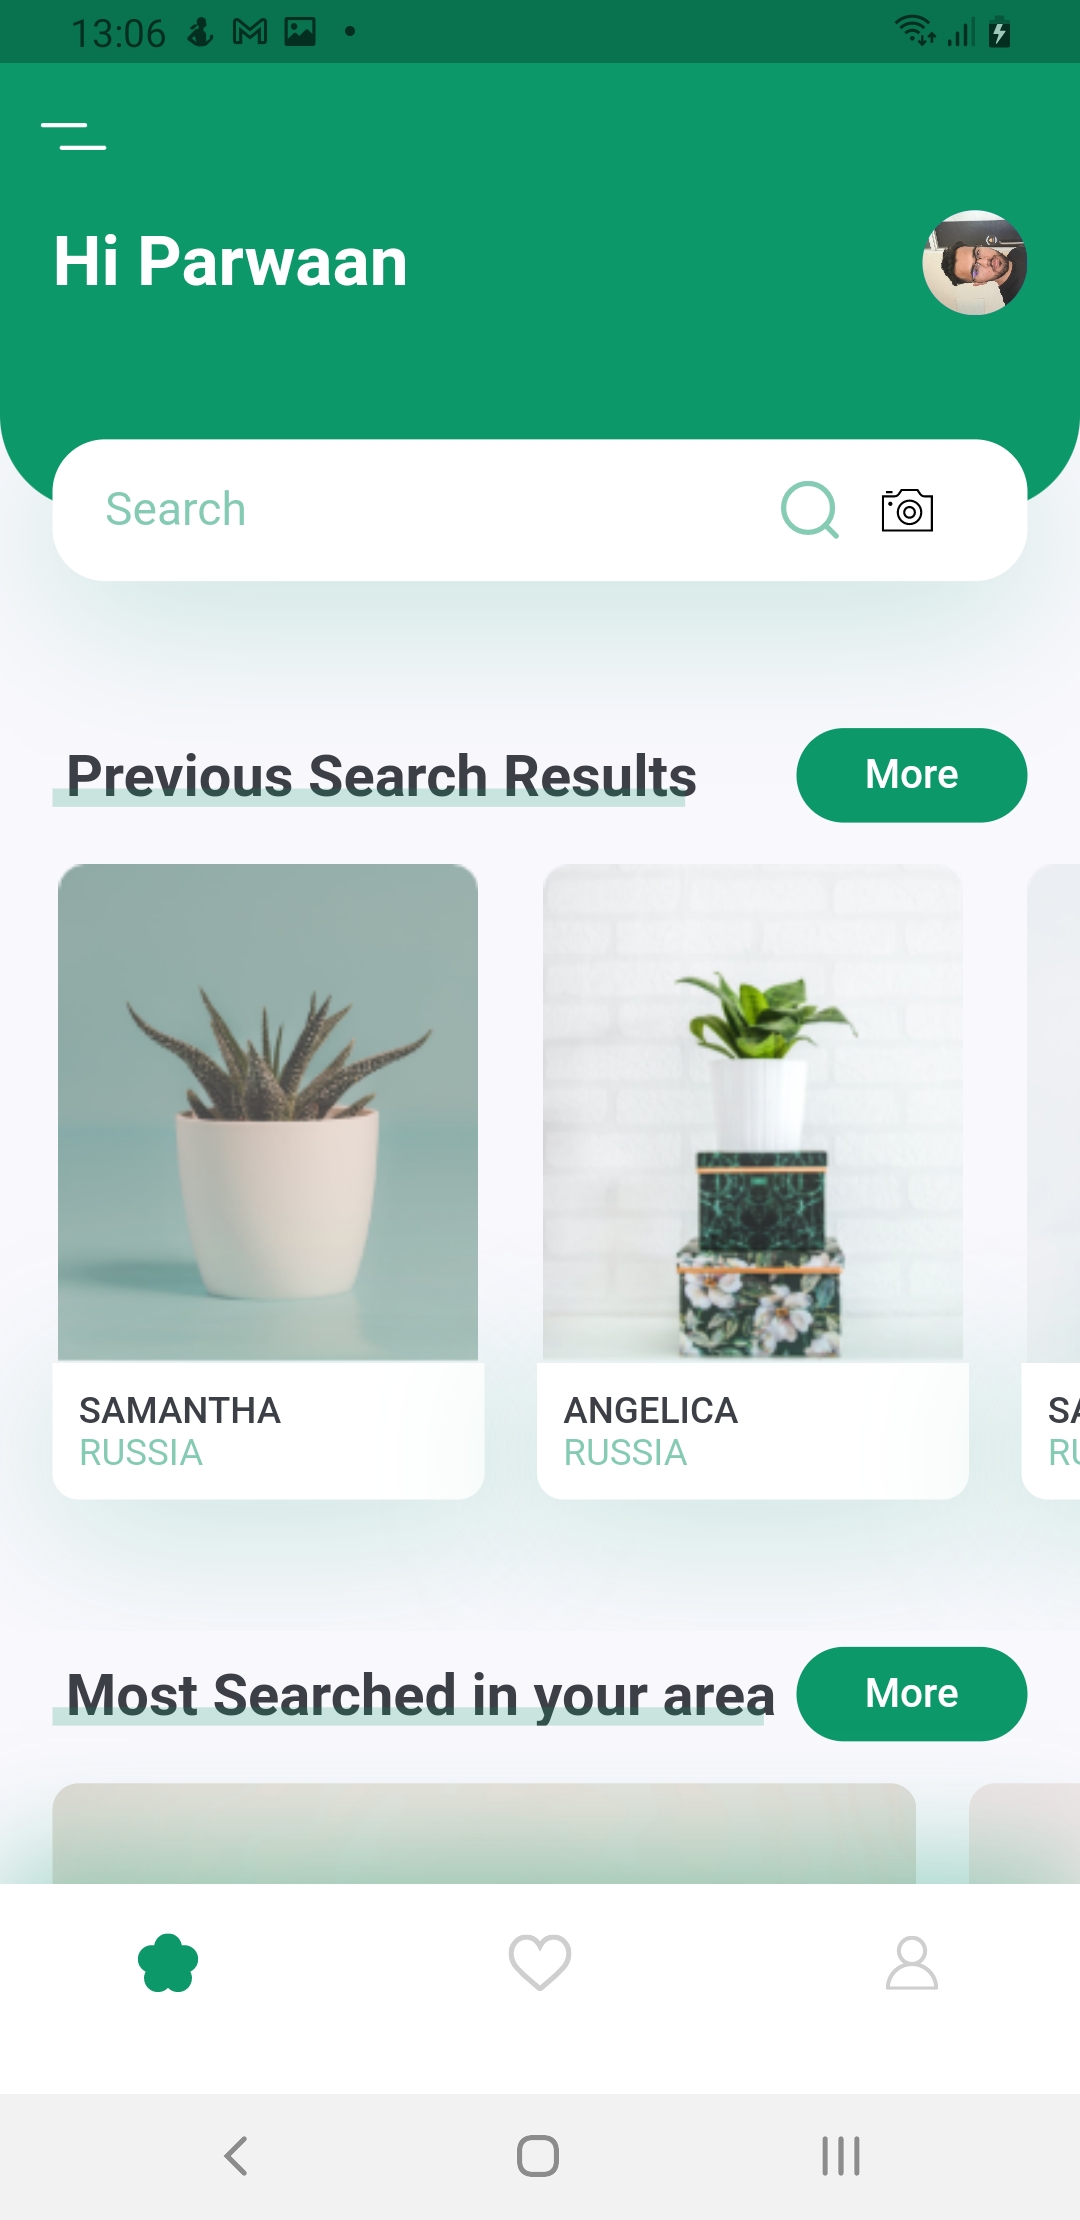 13:06
Hi Parwaan
Search
Previous Search Results
More
SAMANTHA
RUSSIA
ANGELICA
RUSSIA
SA
RU
Most Searched in your area
More